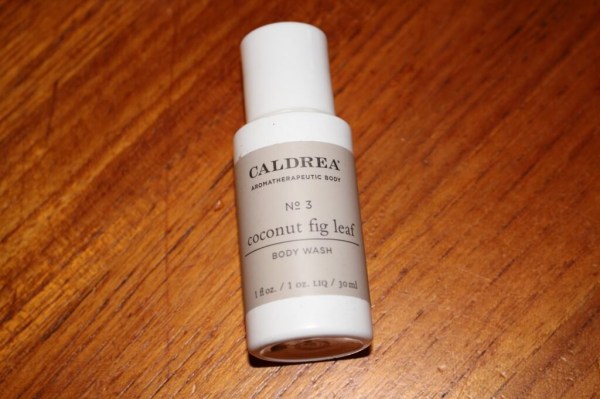 CALDREA®
AROMATHERAPEUTIC BODY
Nº 3
coconut fig leaf
BODY WASH
1 fl oz. / 1 oz. LIQ / 30 ml